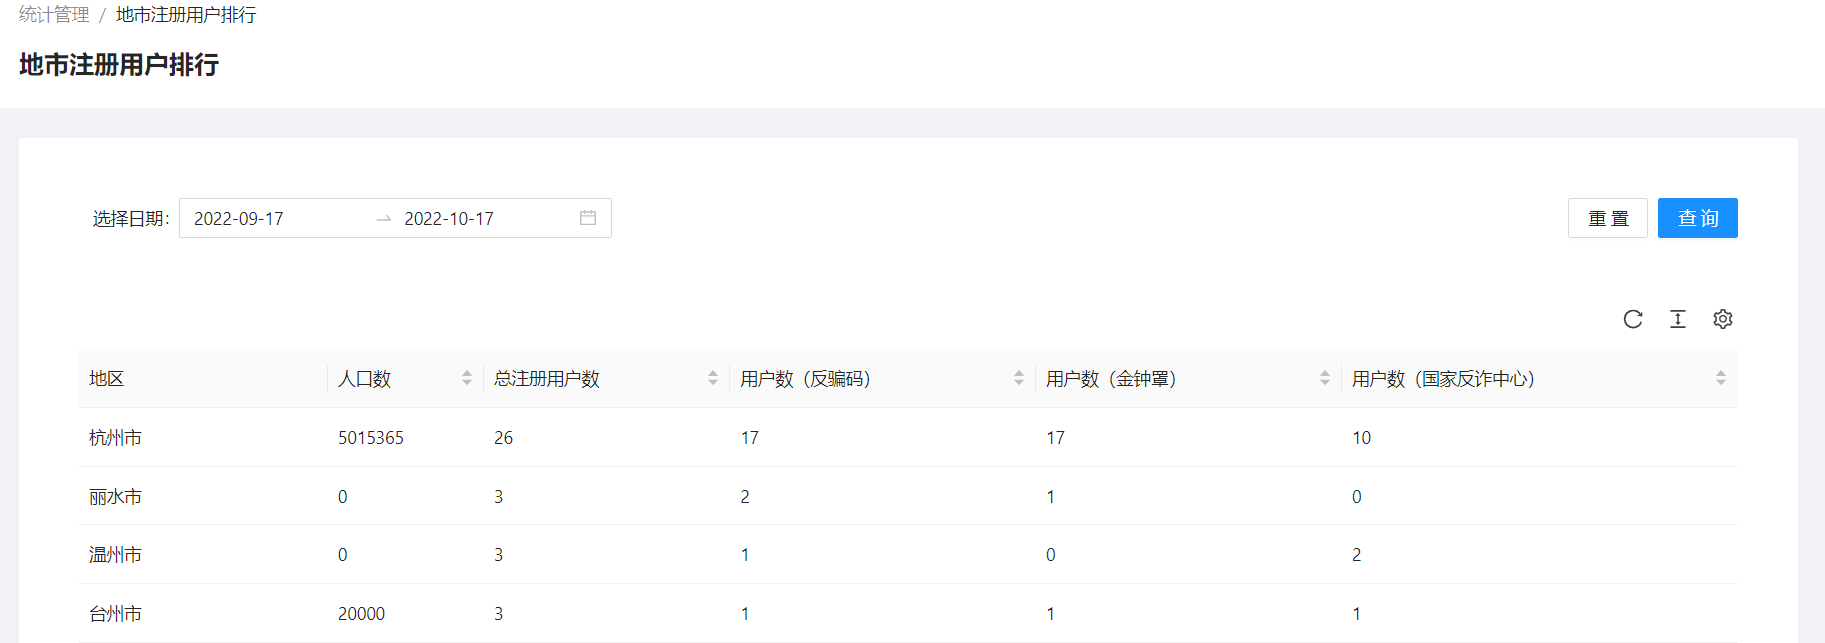 统计管理 / 地市注册用户排行
地市注册用户排行
选择日期: 2022-09-17 → 2022-10-17 重 置 查 询
地区 人口数 总注册用户数 用户数（反骗码） 用户数（金钟罩） 用户数（国家反诈中心）
杭州市 5015365 26 17 17 10
丽水市 0 3 2 1 0
温州市 0 3 1 0 2
台州市 20000 3 1 1 1